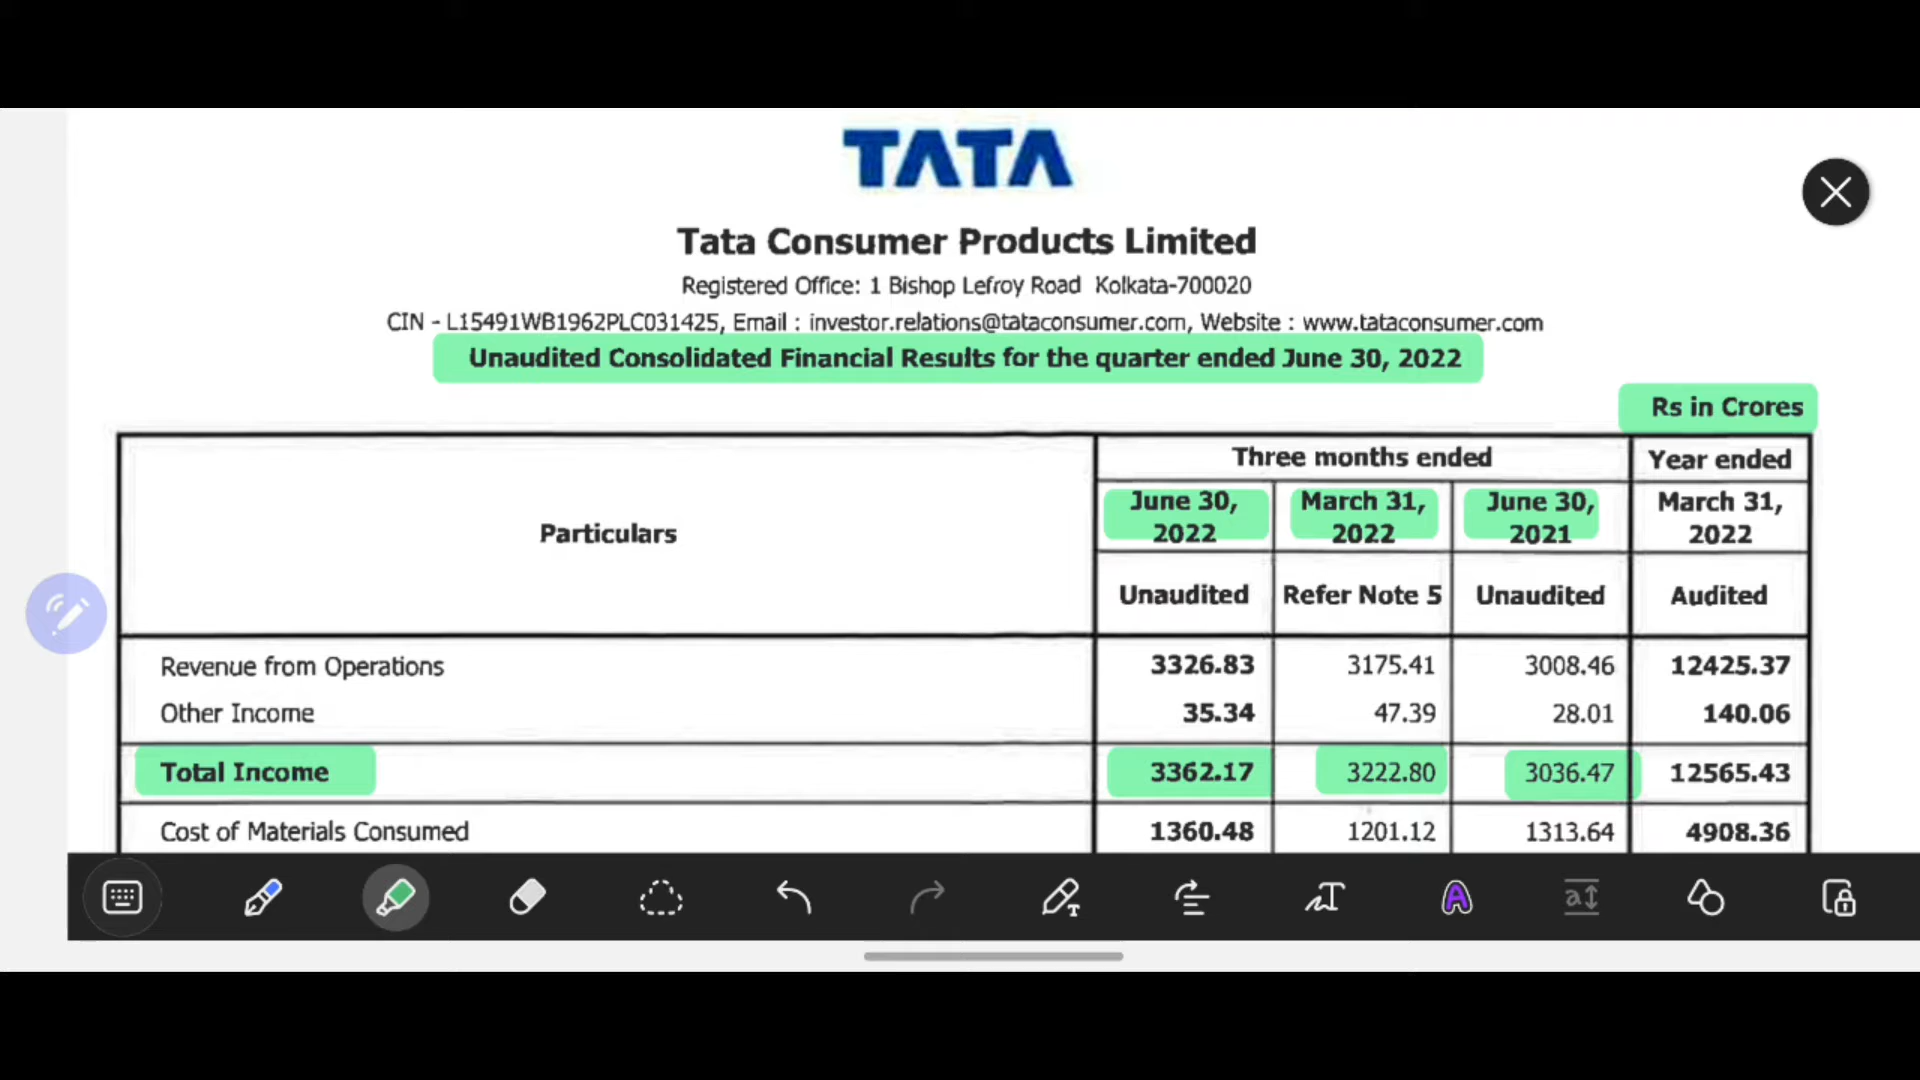 TATA
Tata Consumer Products Limited
Registered Office: 1 Bishop Lefroy Road Kolkata-700020
CIN - L15491WB1962PLC031425, Email : investor.relations@tataconsumer.com, Website : www.tataconsumer.com
Unaudited Consolidated Financial Results for the quarter ended June 30, 2022
Rs in Crores
Particulars
Three months ended
Year ended
June 30, 2022
March 31, 2022
June 30, 2021
March 31, 2022
Unaudited
Refer Note 5
Unaudited
Audited
Revenue from Operations 3326.83 3175.41 3008.46 12425.37
Other Income 35.34 47.39 28.01 140.06
Total Income 3362.17 3222.80 3036.47 12565.43
Cost of Materials Consumed 1360.48 1201.12 1313.64 4908.36